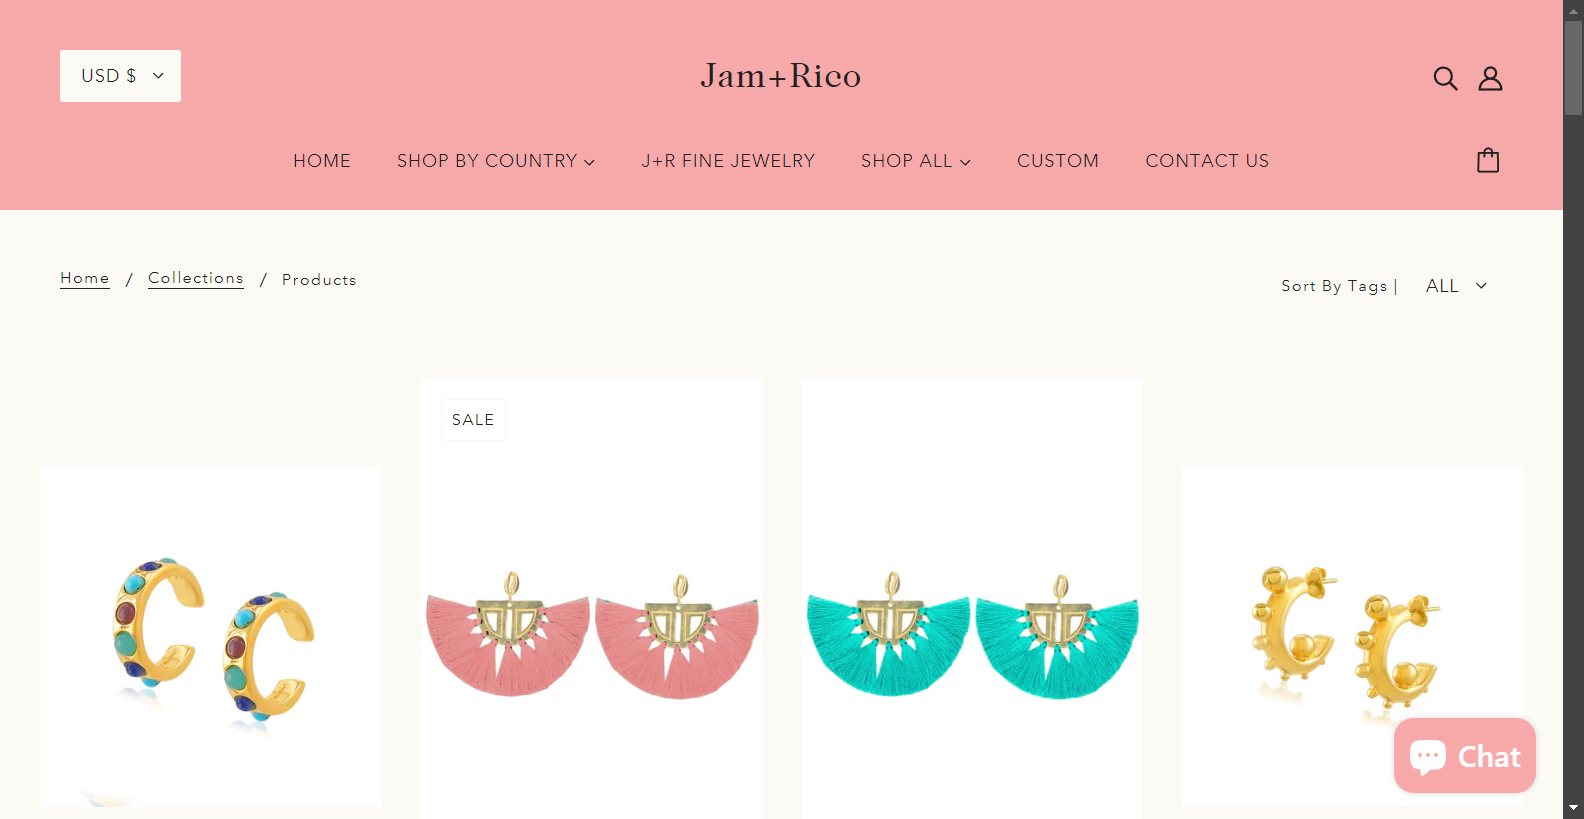 USD $
Jam+Rico
HOME SHOP BY COUNTRY J+R FINE JEWELRY SHOP ALL CUSTOM CONTACT US
Home / Collections / Products
Sort By Tags | ALL
SALE
Chat